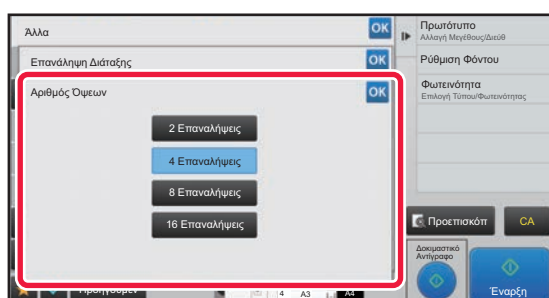 Άλλα
OK
Επανάληψη Διάταξης
OK
Αριθμός Όψεων
OK
2 Επαναλήψεις
4 Επαναλήψεις
8 Επαναλήψεις
16 Επαναλήψεις
Πρωτότυπο
Αλλαγή Μεγέθους/Διεύθ
Ρύθμιση Φόντου
Φωτεινότητα
Επιλογή Τύπου/Φωτεινότητας
Προεπισκόπ
CA
Δοκιμαστικό
Αντίγραφο
Έναρξη
4
A3
A4